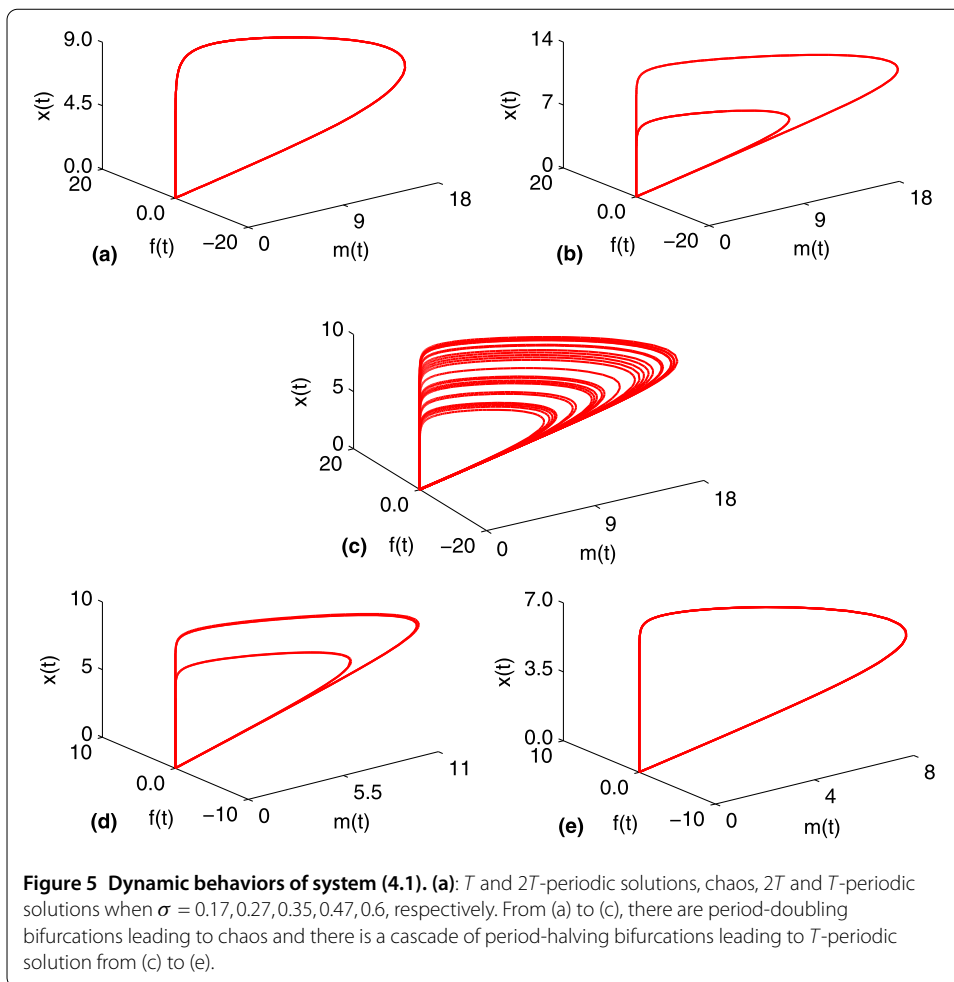 9.0
4.5
0.0
x(t)
20
0.0
−20
f(t)
0
9
18
m(t)
(a)
14
7
0
x(t)
20
0.0
−20
f(t)
0
9
18
m(t)
(b)
10
5
0
x(t)
20
0.0
−20
f(t)
0
9
18
m(t)
(c)
10
5
0
x(t)
10
0.0
−10
f(t)
0
5.5
11
m(t)
(d)
7.0
3.5
0.0
x(t)
10
0.0
−10
f(t)
0
4
8
m(t)
(e)
Figure 5 Dynamic behaviors of system (4.1). (a): T and 2T-periodic solutions, chaos, 2T and T-periodic
solutions when σ = 0.17, 0.27, 0.35, 0.47, 0.6, respectively. From (a) to (c), there are period-doubling
bifurcations leading to chaos and there is a cascade of period-halving bifurcations leading to T-periodic
solution from (c) to (e).